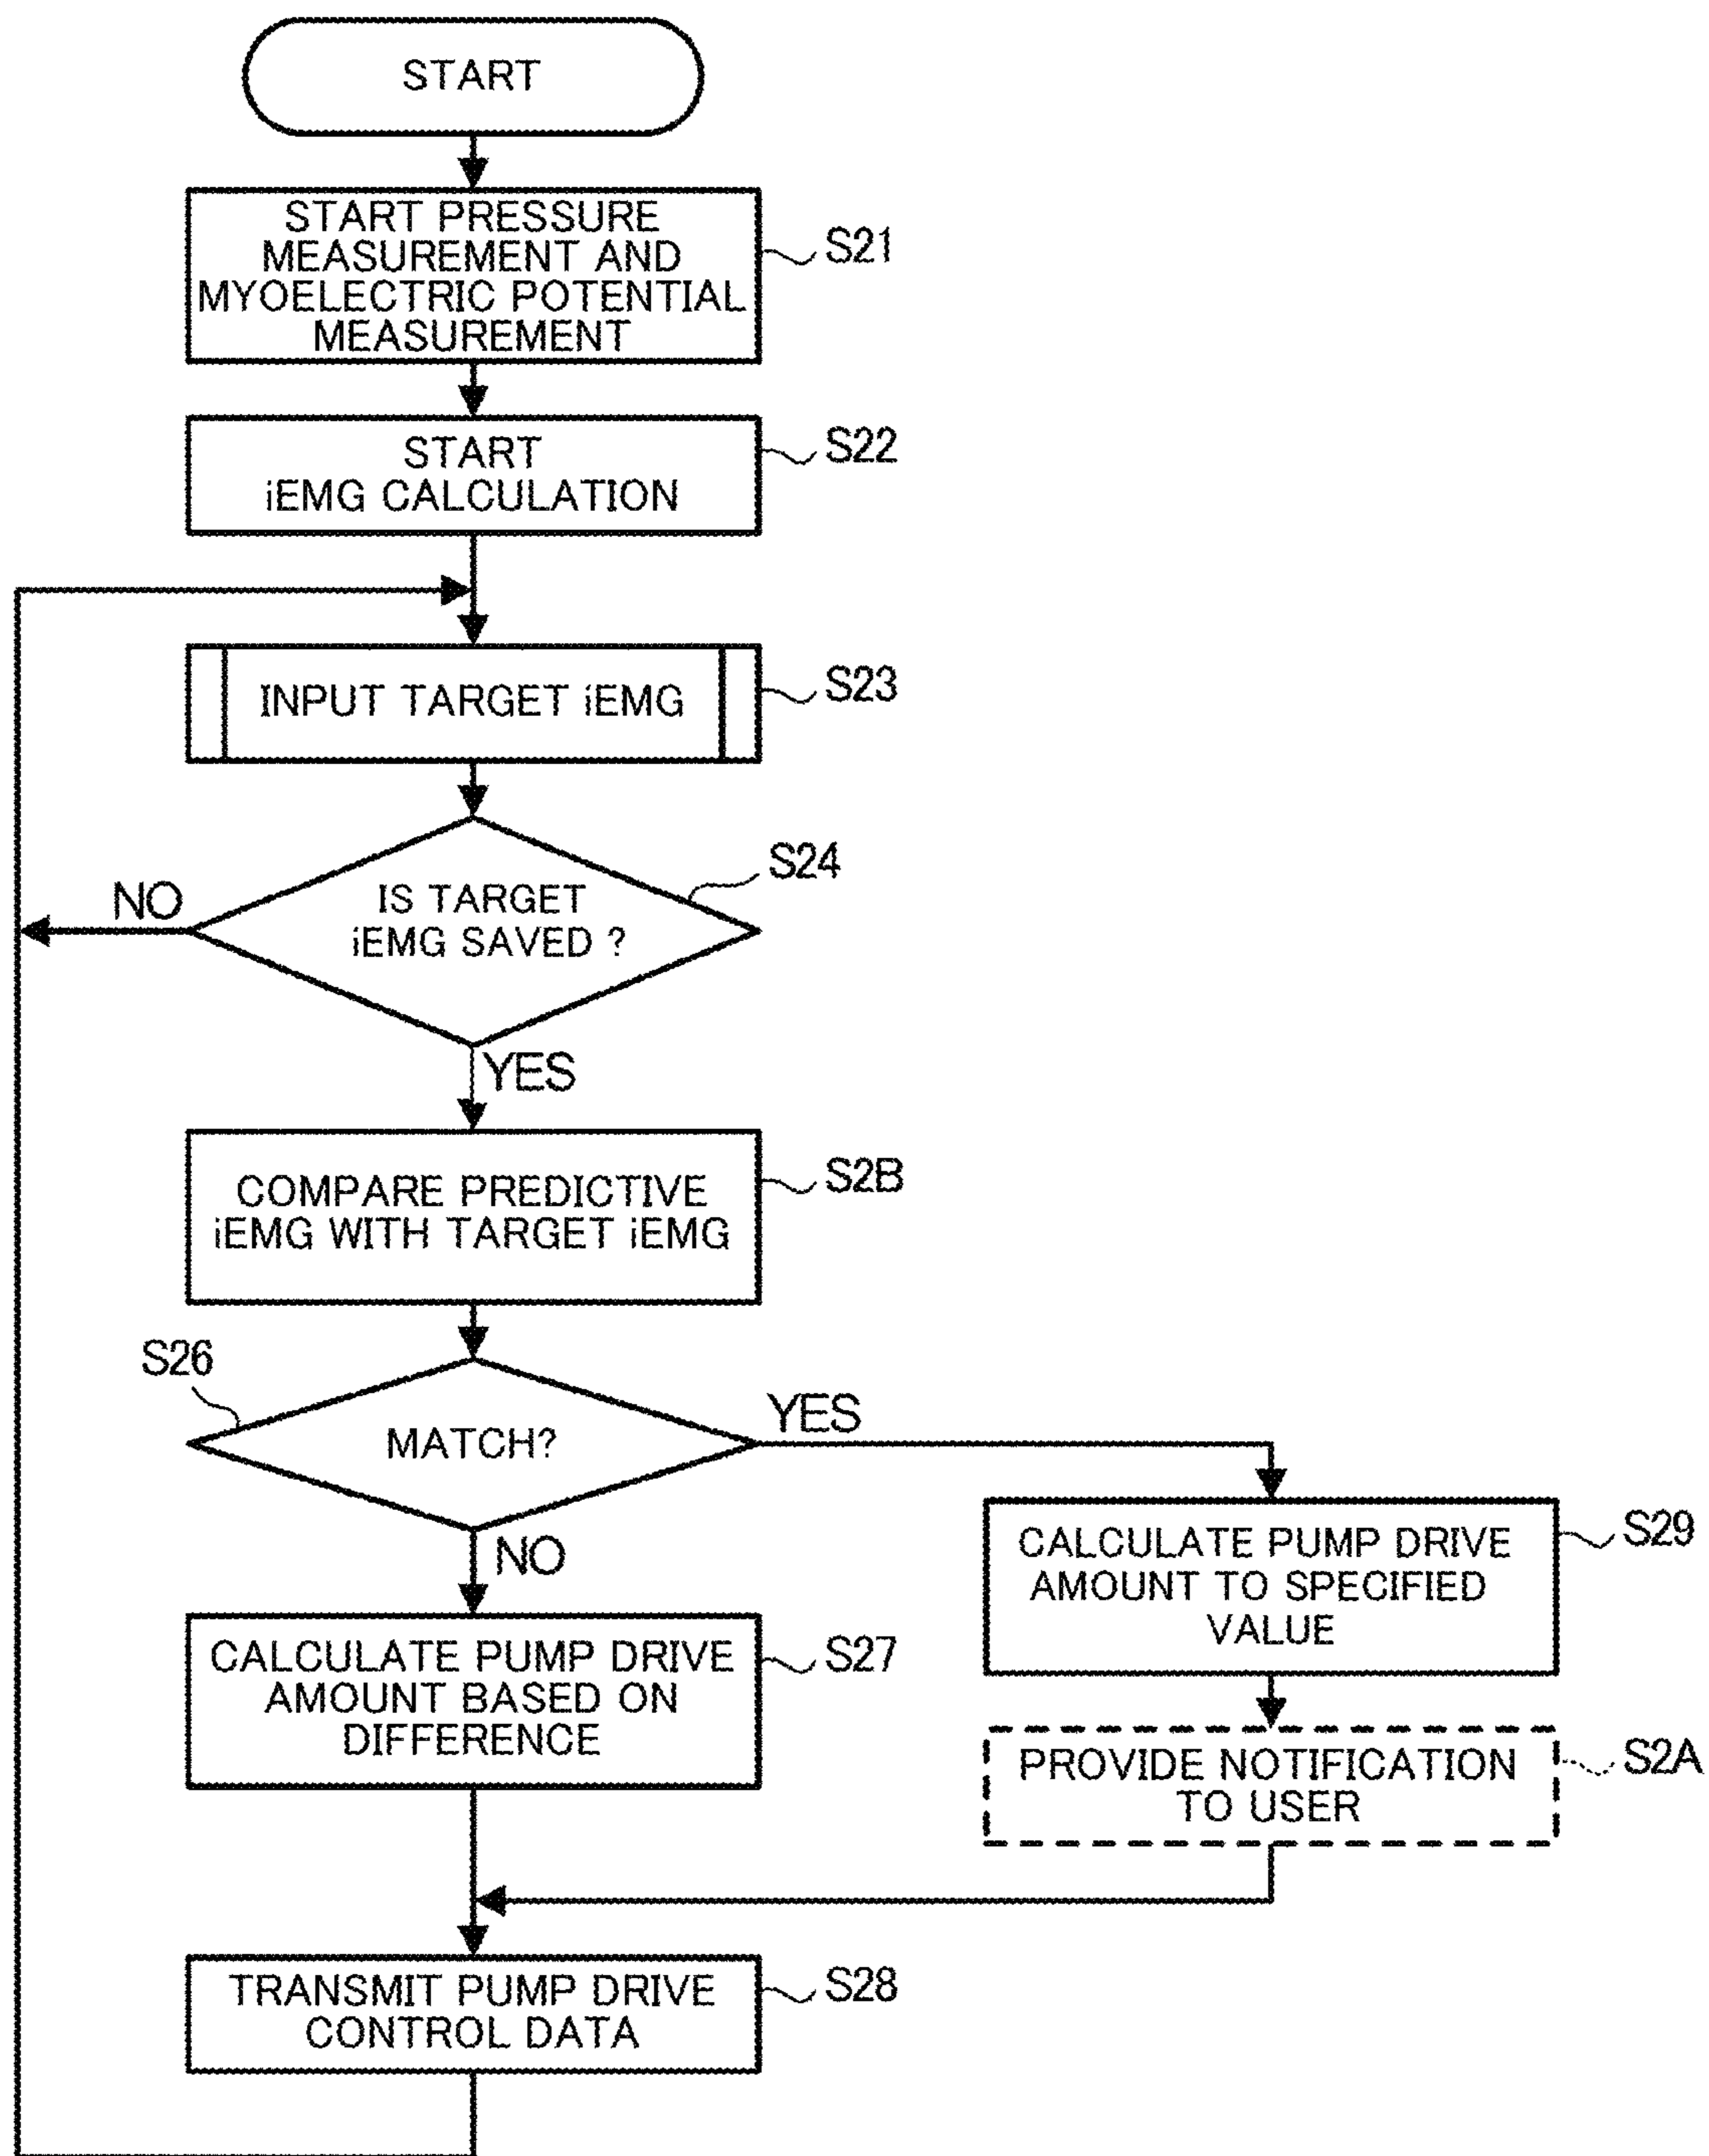 START
START PRESSURE
MEASUREMENT AND
MYOELECTRIC POTENTIAL
MEASUREMENT
S21
START
iEMG CALCULATION
S22
INPUT TARGET iEMG
S23
IS TARGET
iEMG SAVED ?
S24
NO
YES
COMPARE PREDICTIVE
iEMG WITH TARGET iEMG
S2B
S26
MATCH?
YES
NO
CALCULATE PUMP DRIVE
AMOUNT BASED ON
DIFFERENCE
S27
CALCULATE PUMP DRIVE
AMOUNT TO SPECIFIED
VALUE
S29
PROVIDE NOTIFICATION
TO USER
S2A
TRANSMIT PUMP DRIVE
CONTROL DATA
S28